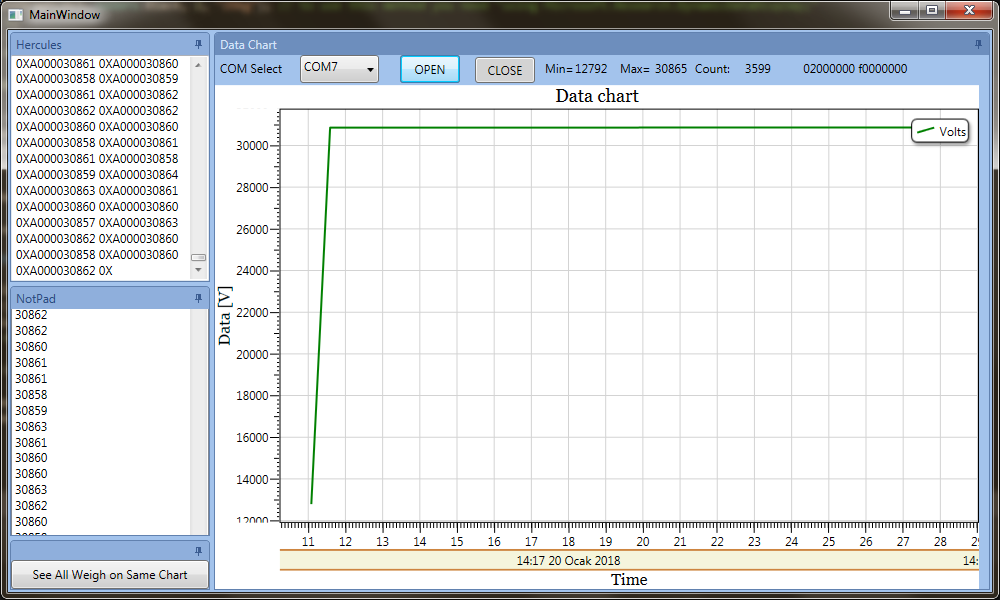 MainWindow
Hercules
0XA000030861 0XA000030860
0XA000030858 0XA000030859
0XA000030861 0XA000030862
0XA000030862 0XA000030862
0XA000030860 0XA000030860
0XA000030858 0XA000030861
0XA000030861 0XA000030858
0XA000030859 0XA000030864
0XA000030863 0XA000030861
0XA000030860 0XA000030860
0XA000030857 0XA000030863
0XA000030862 0XA000030860
0XA000030858 0XA000030860
0XA000030862 0X
NotPad
30862
30862
30860
30861
30861
30858
30859
30863
30861
30860
30860
30863
30862
30860
See All Weigh on Same Chart
Data Chart
COM Select COM7 OPEN CLOSE Min= 12792 Max= 30865 Count: 3599 02000000 f0000000
Data chart
Volts
Data [V]
30000
28000
26000
24000
22000
20000
18000
16000
14000
12000
11 12 13 14 15 16 17 18 19 20 21 22 23 24 25 26 27 28
14:17 20 Ocak 2018 14:
Time